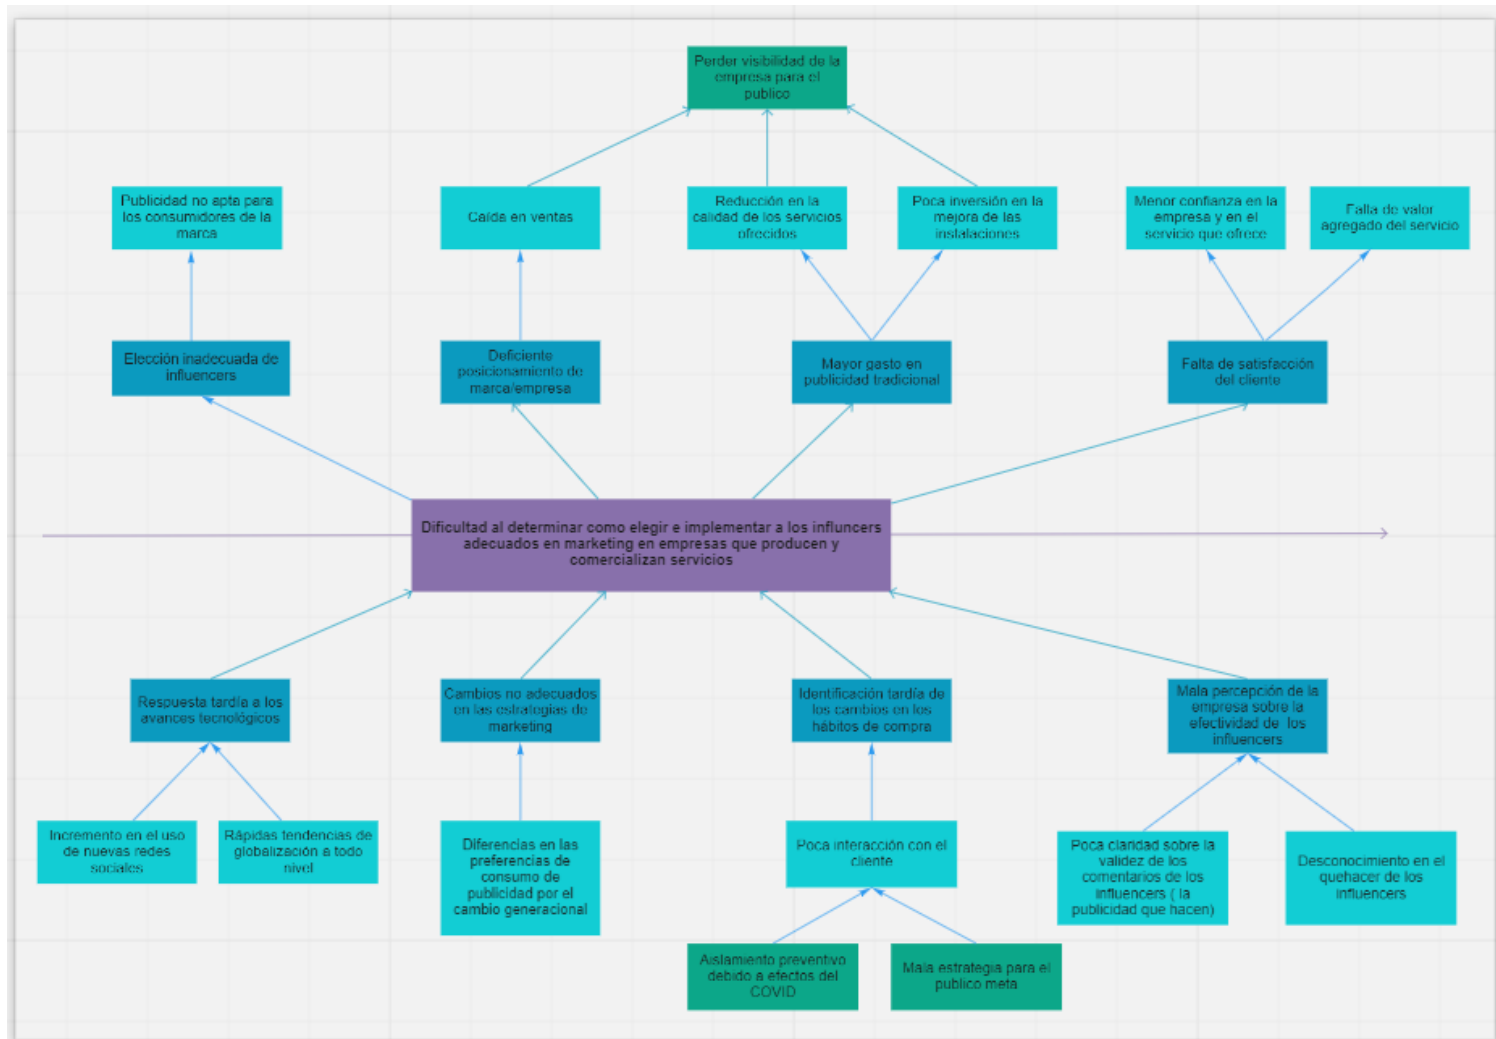 Perder visibilidad de la
empresa para el
publico
Publicidad no apta para
los consumidores de la
marca
Caída en ventas
Reducción en la
calidad de los servicios
ofrecidos
Poca inversión en la
mejora de las
instalaciones
Menor confianza en la
empresa y en el
servicio que ofrece
Falta de valor
agregado del servicio
Elección inadecuada de
influencers
Deficiente
posicionamiento de
marca/empresa
Mayor gasto en
publicidad tradicional
Falta de satisfacción
del cliente
Dificultad al determinar como elegir e implementar a los influncers
adecuados en marketing en empresas que producen y
comercializan servicios
Respuesta tardía a los
avances tecnológicos
Cambios no adecuados
en las estrategias de
marketing
Identificación tardía de
los cambios en los
hábitos de compra
Mala percepción de la
empresa sobre la
efectividad de los
influencers
Incremento en el uso
de nuevas redes
sociales
Rápidas tendencias de
globalización a todo
nivel
Diferencias en las
preferencias de
consumo de
publicidad por el
cambio generacional
Poca interacción con el
cliente
Poca claridad sobre la
validez de los
comentarios de los
influencers ( la
publicidad que hacen)
Desconocimiento en el
quehacer de los
influencers
Aislamiento preventivo
debido a efectos del
COVID
Mala estrategia para el
publico meta